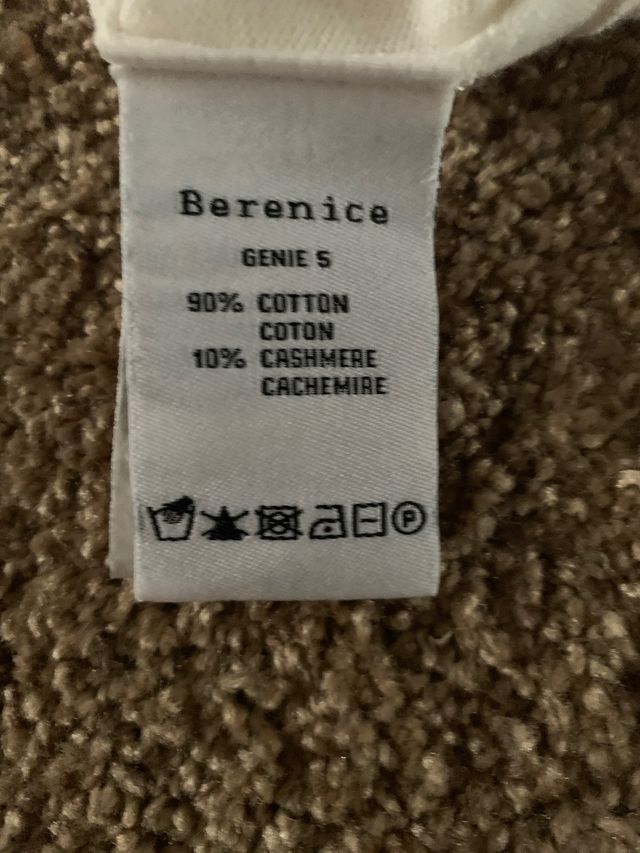 Berenice
GENIE S
90% COTTON
COTON
10% CASHMERE
CACHEMIRE
P